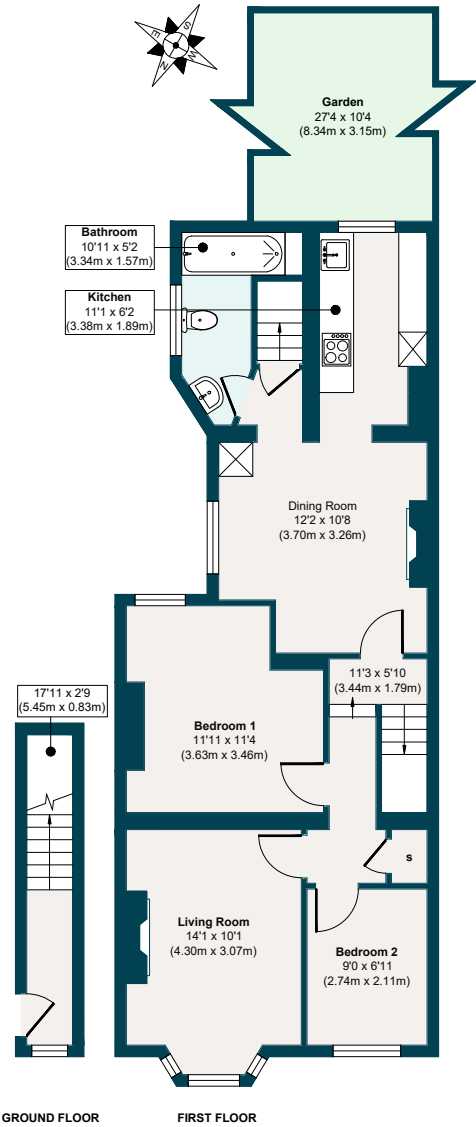 S
E
W
N
Garden
27'4 x 10'4
(8.34m x 3.15m)
Bathroom
10'11 x 5'2
(3.34m x 1.57m)
Kitchen
11'1 x 6'2
(3.38m x 1.89m)
Dining Room
12'2 x 10'8
(3.70m x 3.26m)
11'3 x 5'10
(3.44m x 1.79m)
17'11 x 2'9
(5.45m x 0.83m)
Bedroom 1
11'11 x 11'4
(3.63m x 3.46m)
S
Living Room
14'1 x 10'1
(4.30m x 3.07m)
Bedroom 2
9'0 x 6'11
(2.74m x 2.11m)
GROUND FLOOR
FIRST FLOOR